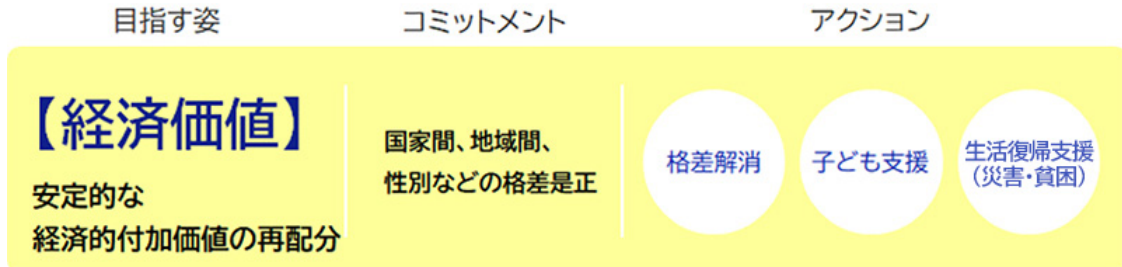 目指す姿
コミットメント
アクション
【経済価値】
安定的な
経済的付加価値の再配分
国家間、地域間、
性別などの格差是正
格差解消
子ども支援
生活復帰支援
（災害・貧困）